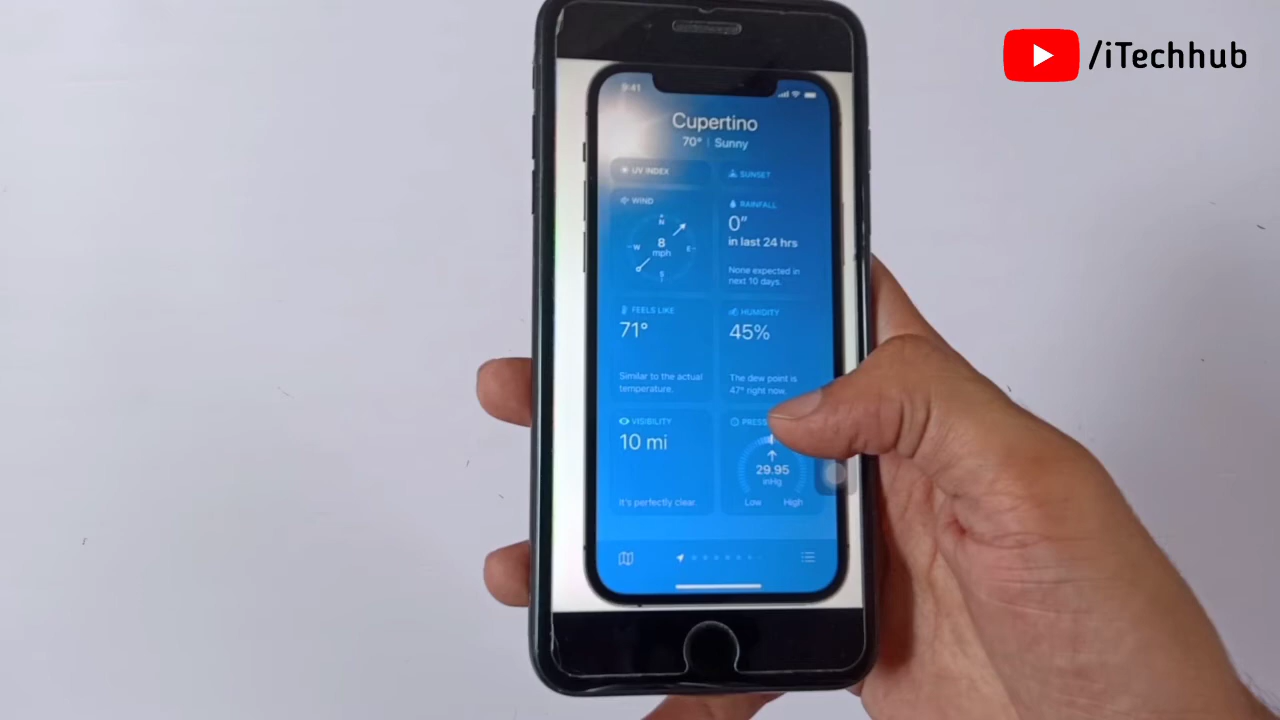 /iTechhub
9:41
Cupertino
70° | Sunny
UV INDEX
SUNSET
WIND
N
W
8
mph
E
S
RAINFALL
0"
in last 24 hrs
None expected in
next 10 days.
FEELS LIKE
71°
Similar to the actual
temperature.
HUMIDITY
45%
The dew point is
47° right now.
VISIBILITY
10 mi
It's perfectly clear.
PRESS
29.95
inHg
Low High